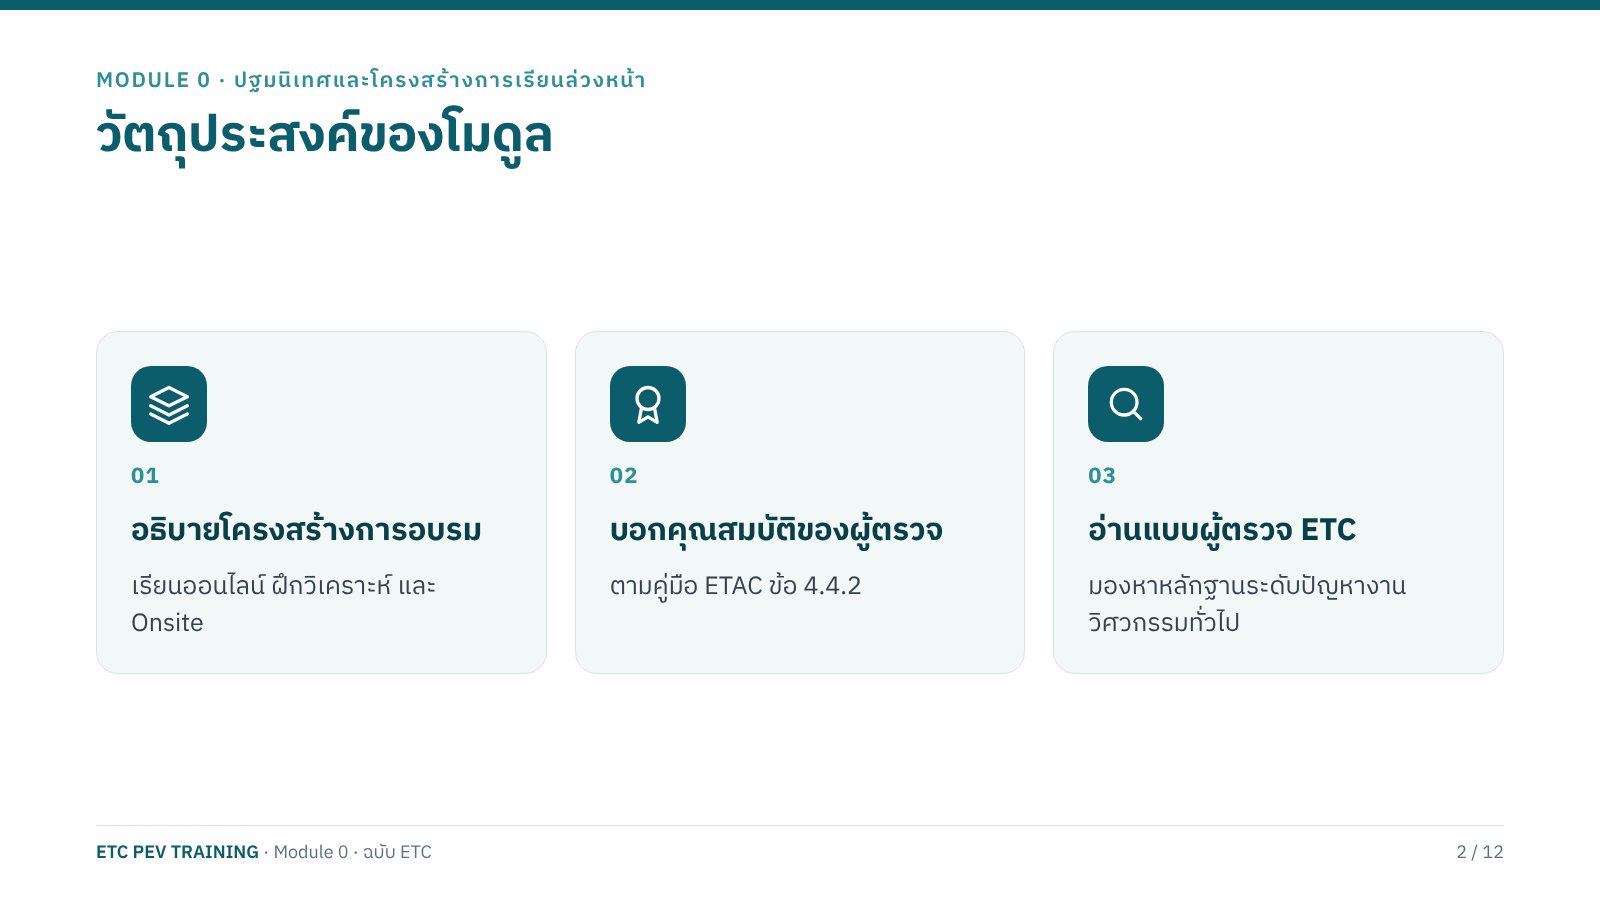 MODULE 0 · ปฐมนิเทศและโครงสร้างการเรียนล่วงหน้า
วัตถุประสงค์ของโมดูล
01
อธิบายโครงสร้างการอบรม
เรียนออนไลน์ ฝึกวิเคราะห์ และ
Onsite
02
บอกคุณสมบัติของผู้ตรวจ
ตามคู่มือ ETAC ข้อ 4.4.2
03
อ่านแบบผู้ตรวจ ETC
มองหาหลักฐานระดับปัญหางาน
วิศวกรรมทั่วไป
ETC PEV TRAINING · Module 0 · ฉบับ ETC
2 / 12